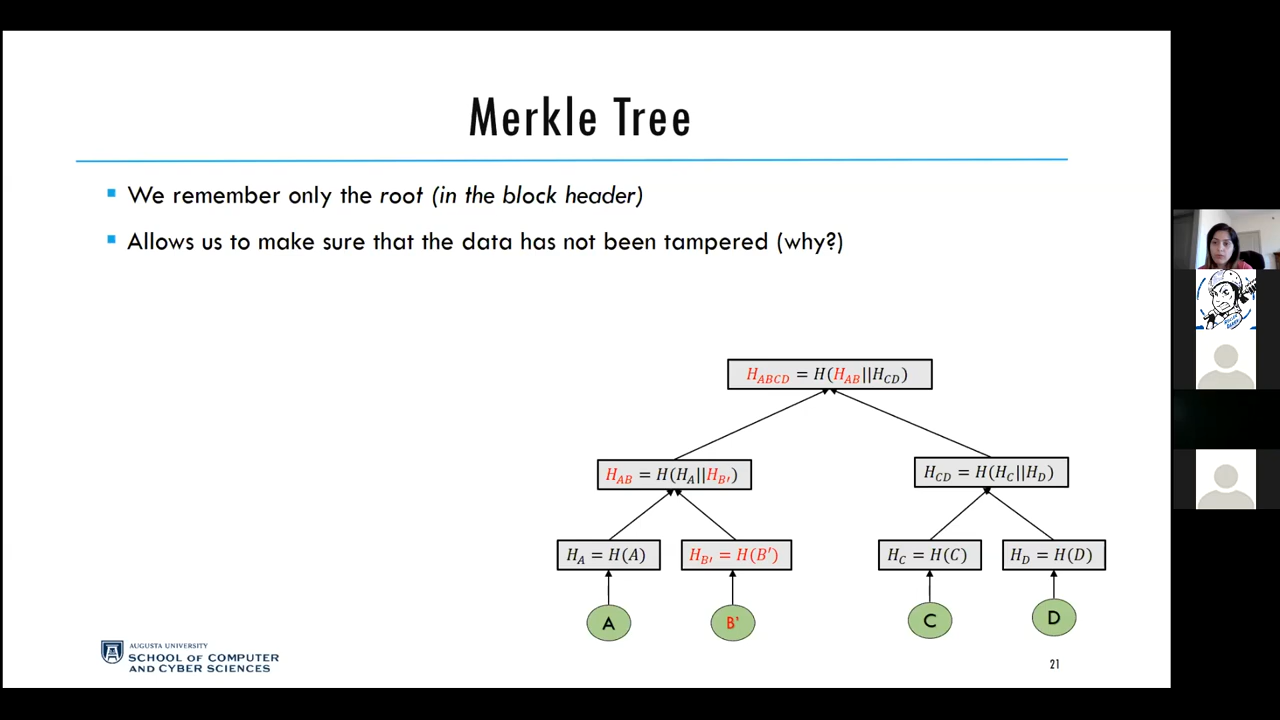 Merkle Tree
We remember only the root (in the block header)
Allows us to make sure that the data has not been tampered (why?)
H_ABCD = H(H_AB||H_CD)
H_AB = H(H_A||H_B′)
H_CD = H(H_C||H_D)
H_A = H(A)
H_B′ = H(B′)
H_C = H(C)
H_D = H(D)
A
B'
C
D
AUGUSTA UNIVERSITY
SCHOOL OF COMPUTER
AND CYBER SCIENCES
21